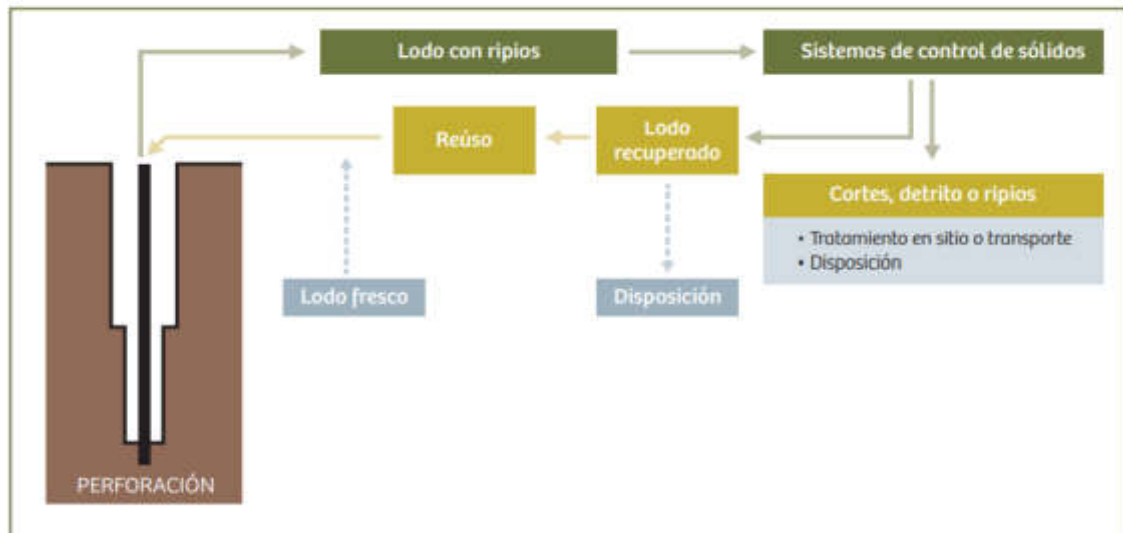 Lodo con ripios
Sistemas de control de sólidos
Reúso
Lodo
recuperado
Cortes, detrito o ripios
• Tratamiento en sitio o transporte
• Disposición
Lodo fresco
Disposición
PERFORACIÓN